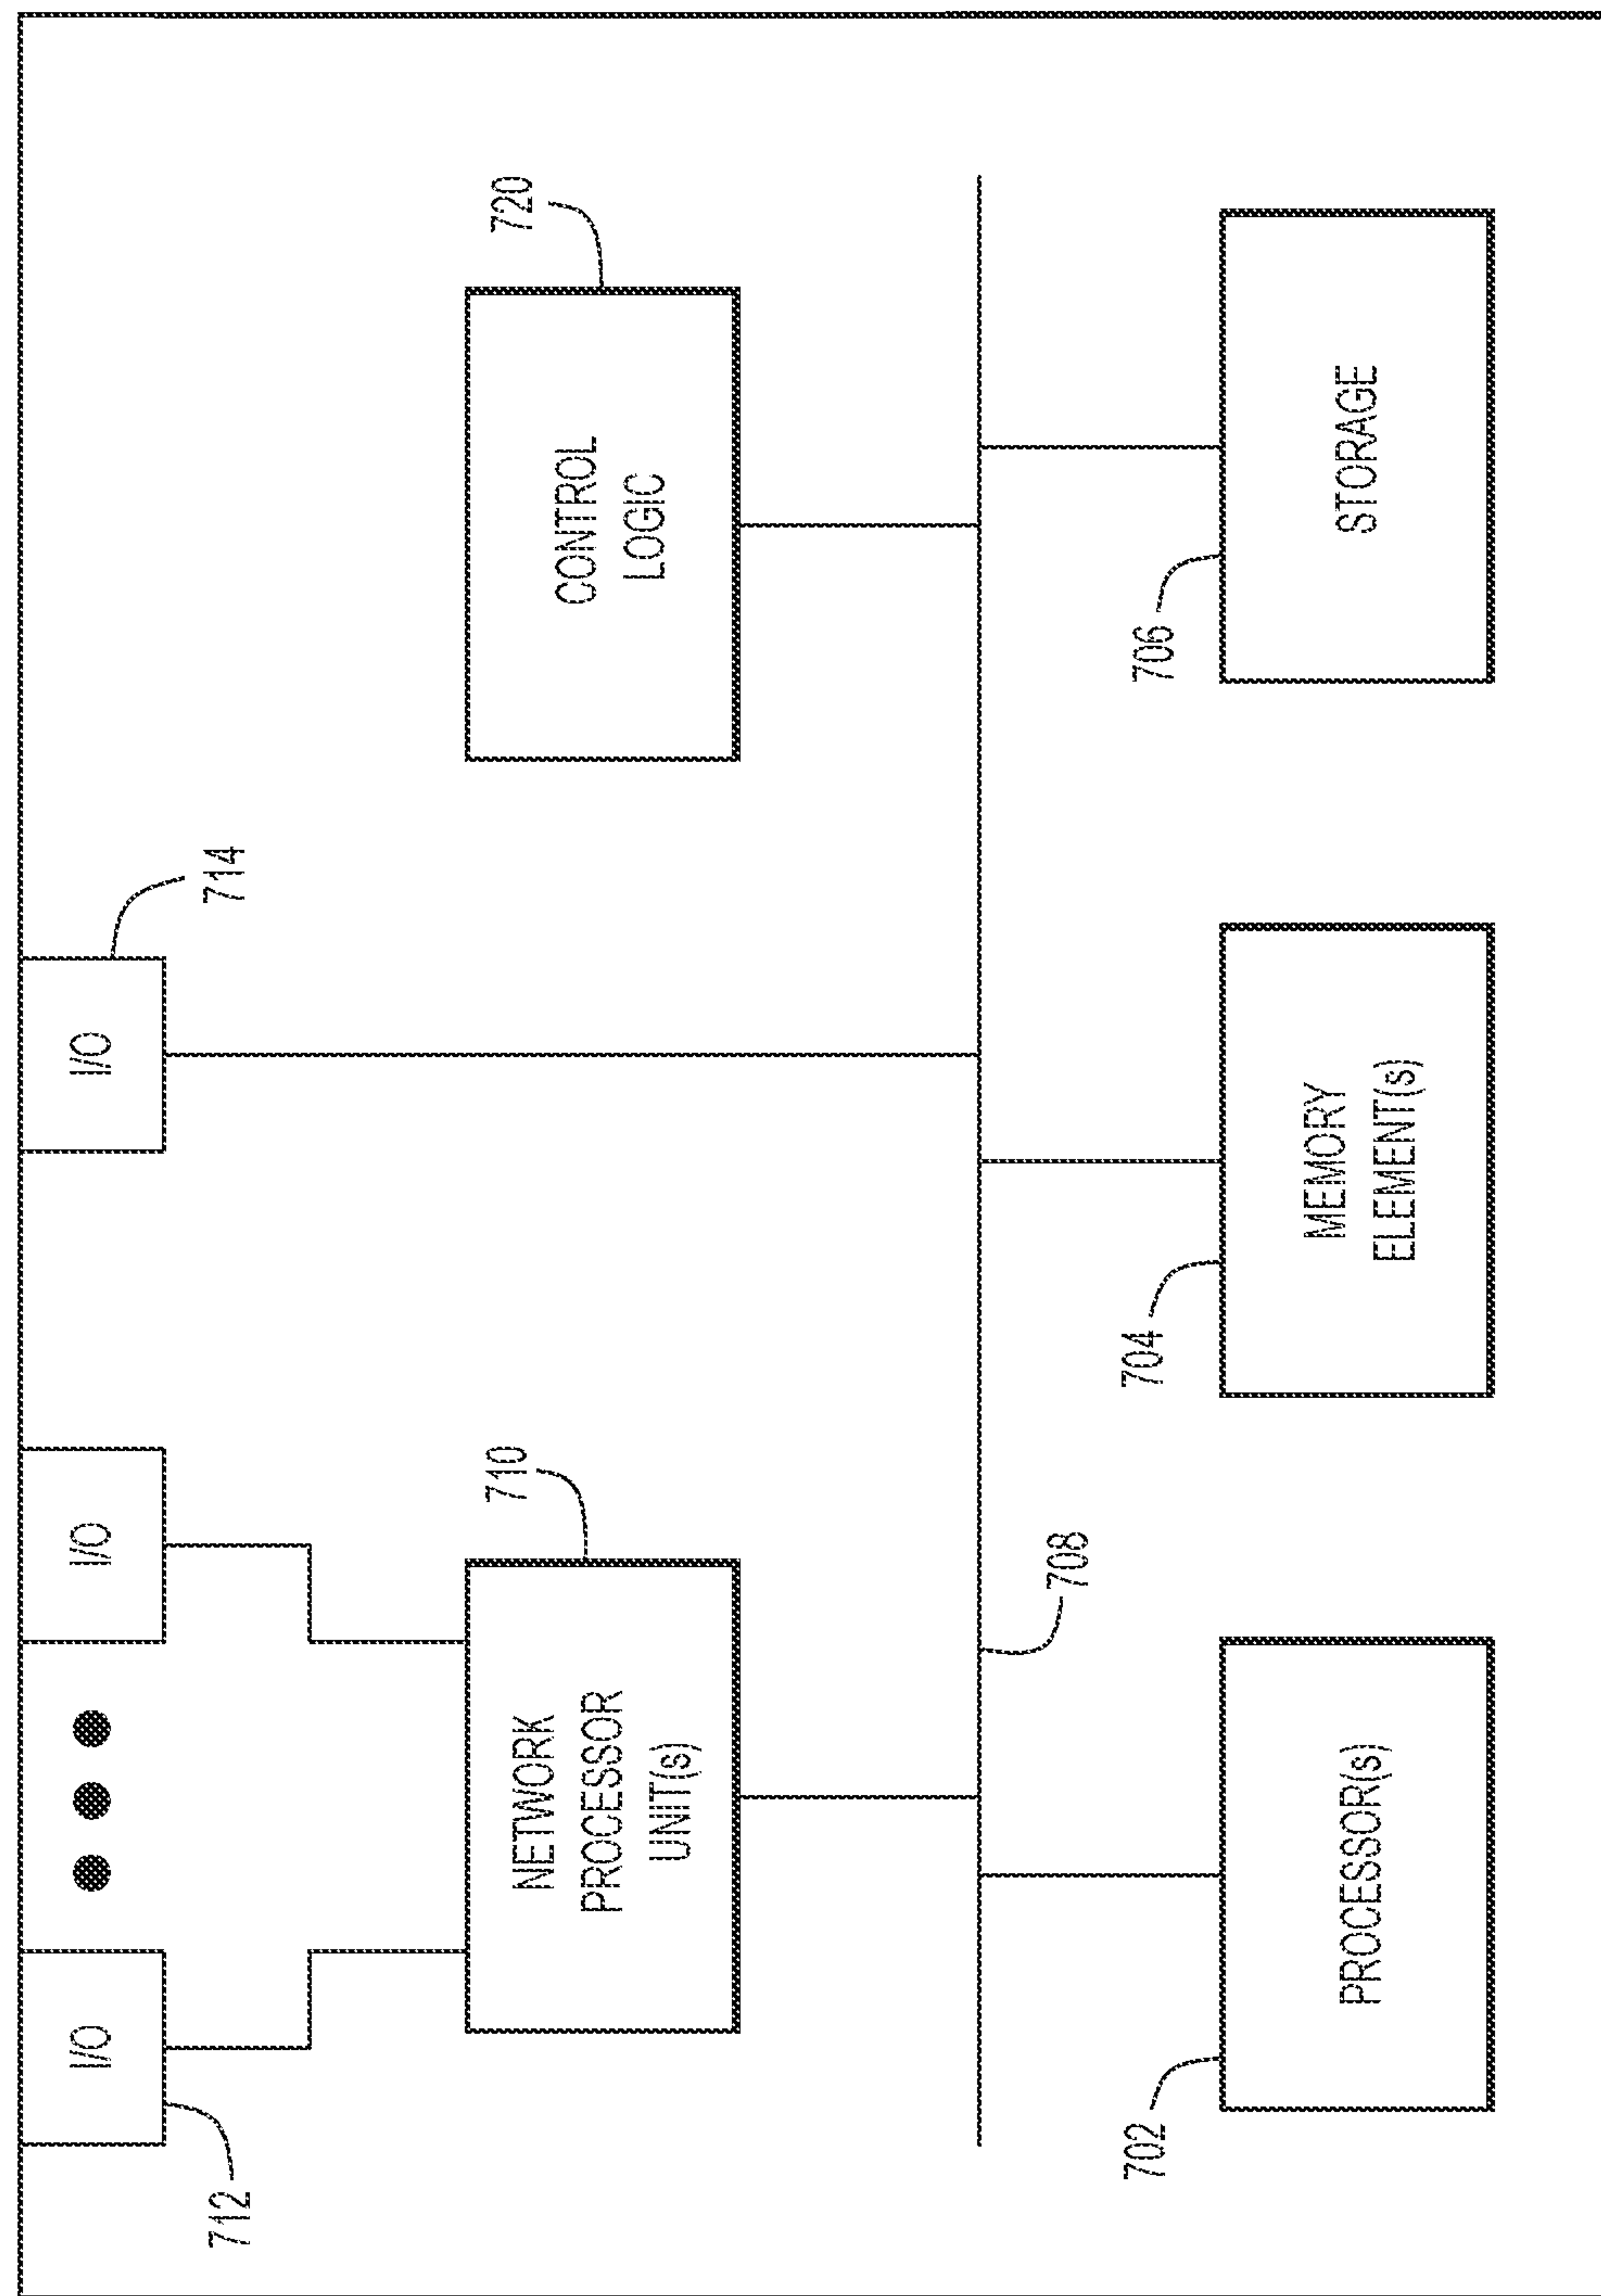 I/O
I/O
I/O
712
714
NETWORK
PROCESSOR
UNIT(s)
710
CONTROL
LOGIC
720
708
702
PROCESSOR(s)
704
MEMORY
ELEMENT(s)
706
STORAGE